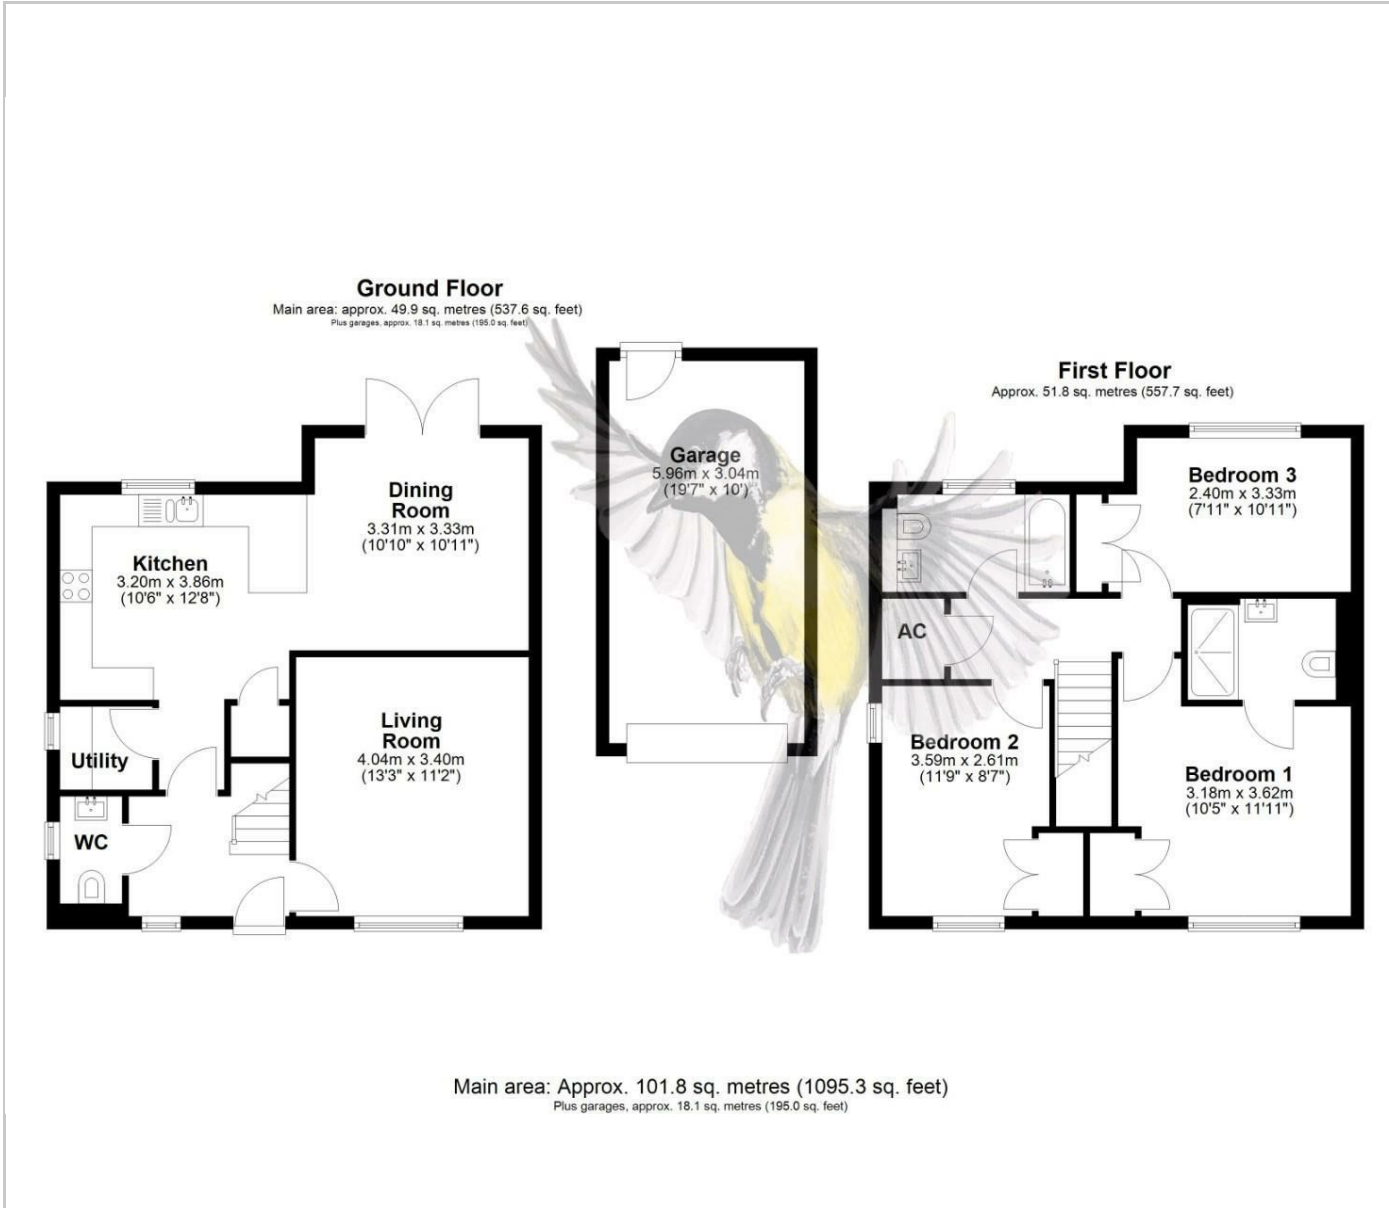 Ground Floor
Main area: approx. 49.9 sq. metres (537.6 sq. feet)
Plus garages, approx. 18.1 sq. metres (195.0 sq. feet)
Dining
Room
3.31m x 3.33m
(10'10" x 10'11")
Kitchen
3.20m x 3.86m
(10'6" x 12'8")
Living
Room
4.04m x 3.40m
(13'3" x 11'2")
Utility
WC
Garage
5.96m x 3.04m
(19'7" x 10')
First Floor
Approx. 51.8 sq. metres (557.7 sq. feet)
Bedroom 3
2.40m x 3.33m
(7'11" x 10'11")
AC
Bedroom 2
3.59m x 2.61m
(11'9" x 8'7")
Bedroom 1
3.18m x 3.62m
(10'5" x 11'11")
Main area: Approx. 101.8 sq. metres (1095.3 sq. feet)
Plus garages, approx. 18.1 sq. metres (195.0 sq. feet)